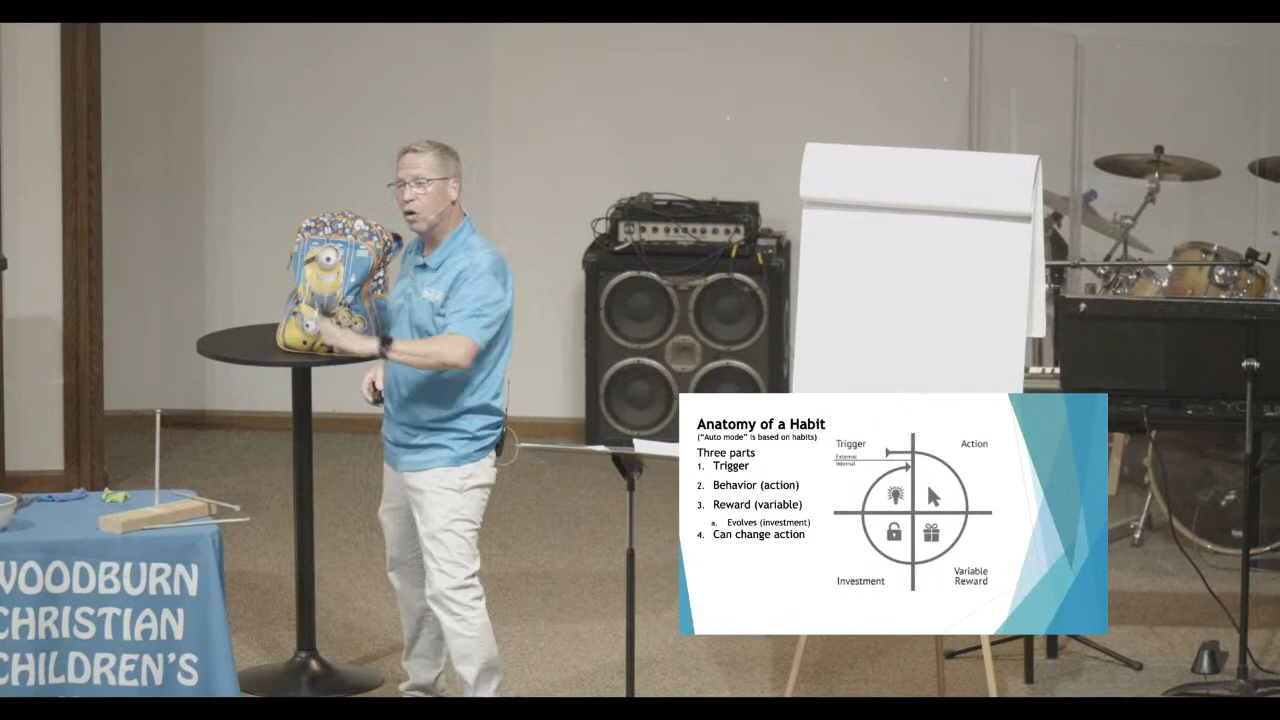 WOODBURN
CHRISTIAN
CHILDREN'S
Anatomy of a Habit
("Auto mode" is based on habits)
Three parts
1. Trigger
2. Behavior (action)
3. Reward (variable)
a. Evolves (investment)
4. Can change action
Trigger
External
Internal
Action
Investment
Variable
Reward